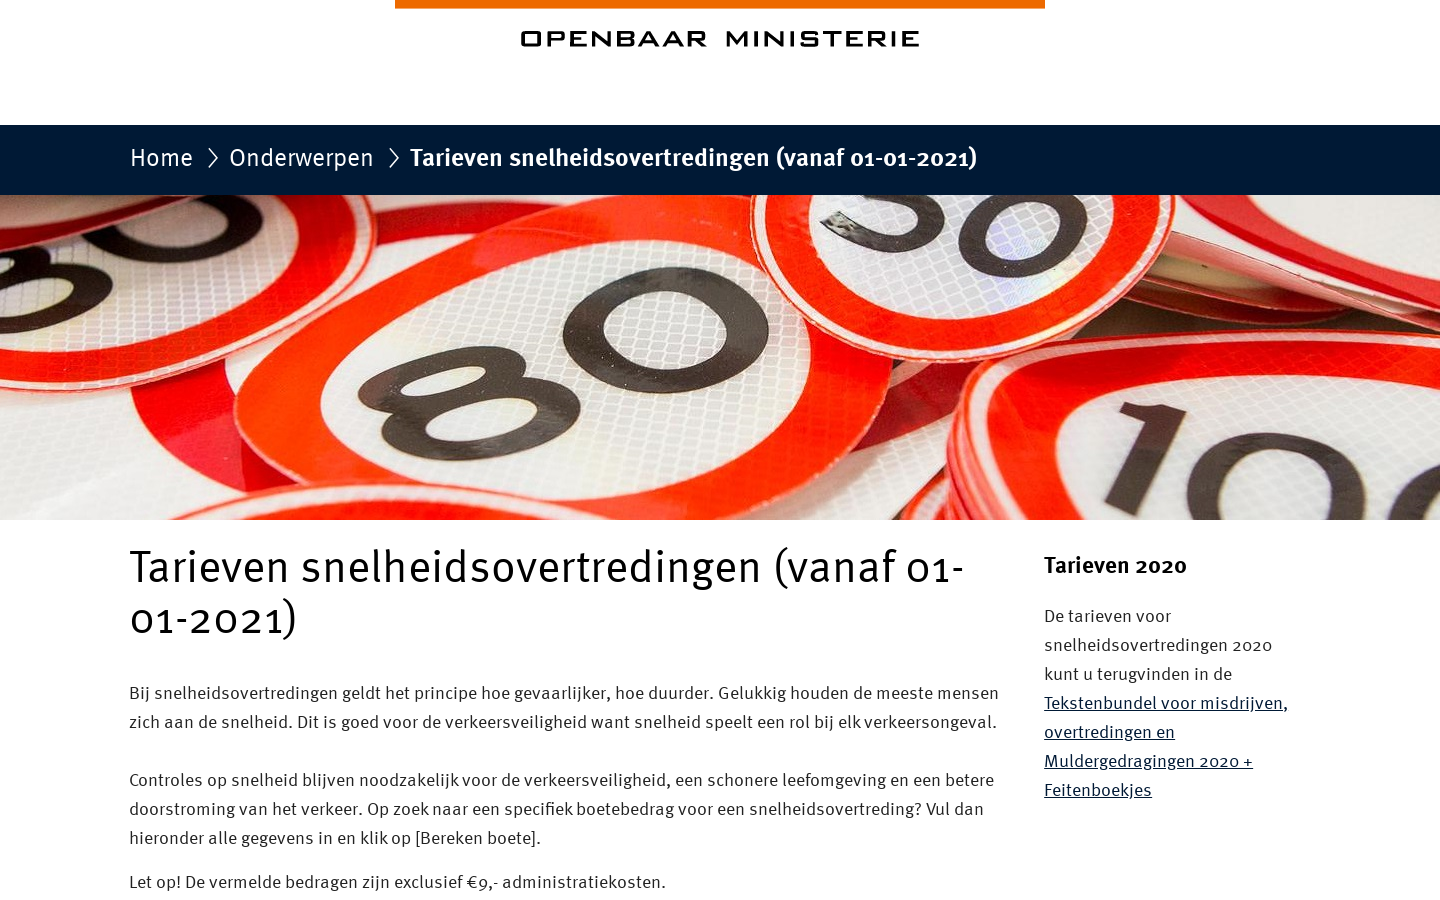 OPENBAAR MINISTERIE
Home > Onderwerpen > Tarieven snelheidsovertredingen (vanaf 01-01-2021)
80
80
30
100
Tarieven snelheidsovertredingen (vanaf 01-
01-2021)
Bij snelheidsovertredingen geldt het principe hoe gevaarlijker, hoe duurder. Gelukkig houden de meeste mensen
zich aan de snelheid. Dit is goed voor de verkeersveiligheid want snelheid speelt een rol bij elk verkeersongeval.
Controles op snelheid blijven noodzakelijk voor de verkeersveiligheid, een schonere leefomgeving en een betere
doorstroming van het verkeer. Op zoek naar een specifiek boetebedrag voor een snelheidsovertreding? Vul dan
hieronder alle gegevens in en klik op [Bereken boete].
Let op! De vermelde bedragen zijn exclusief €9,- administratiekosten.
Tarieven 2020
De tarieven voor
snelheidsovertredingen 2020
kunt u terugvinden in de
Tekstenbundel voor misdrijven,
overtredingen en
Muldergedragingen 2020 +
Feitenboekjes